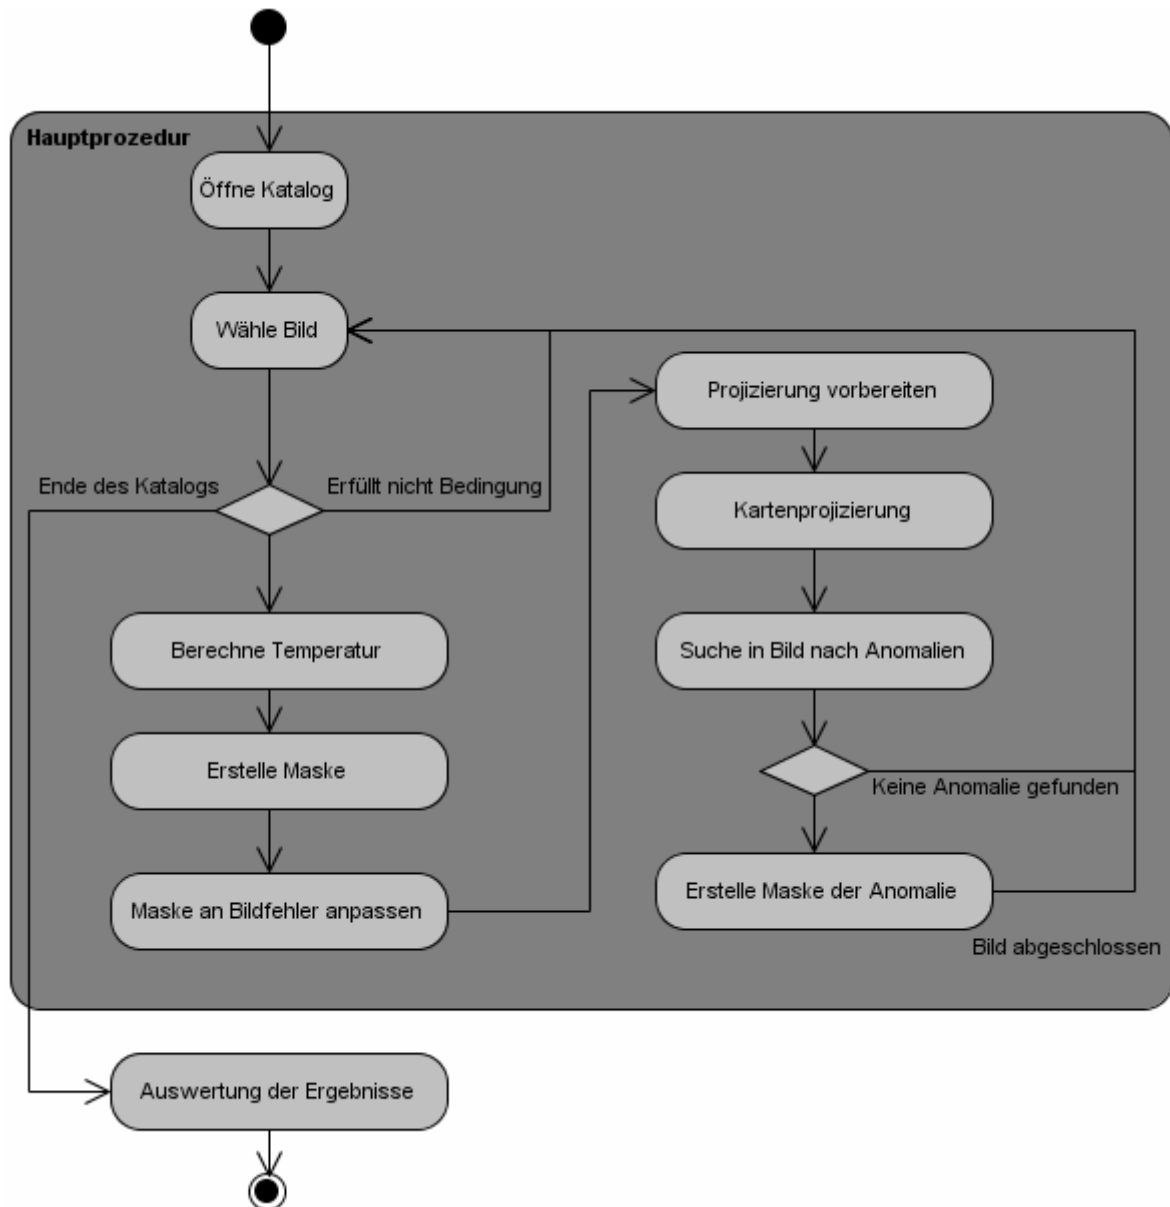 Hauptprozedur
Öffne Katalog
Wähle Bild
Ende des Katalogs
Erfüllt nicht Bedingung
Berechne Temperatur
Erstelle Maske
Maske an Bildfehler anpassen
Projizierung vorbereiten
Kartenprojizierung
Suche in Bild nach Anomalien
Keine Anomalie gefunden
Erstelle Maske der Anomalie
Bild abgeschlossen
Auswertung der Ergebnisse